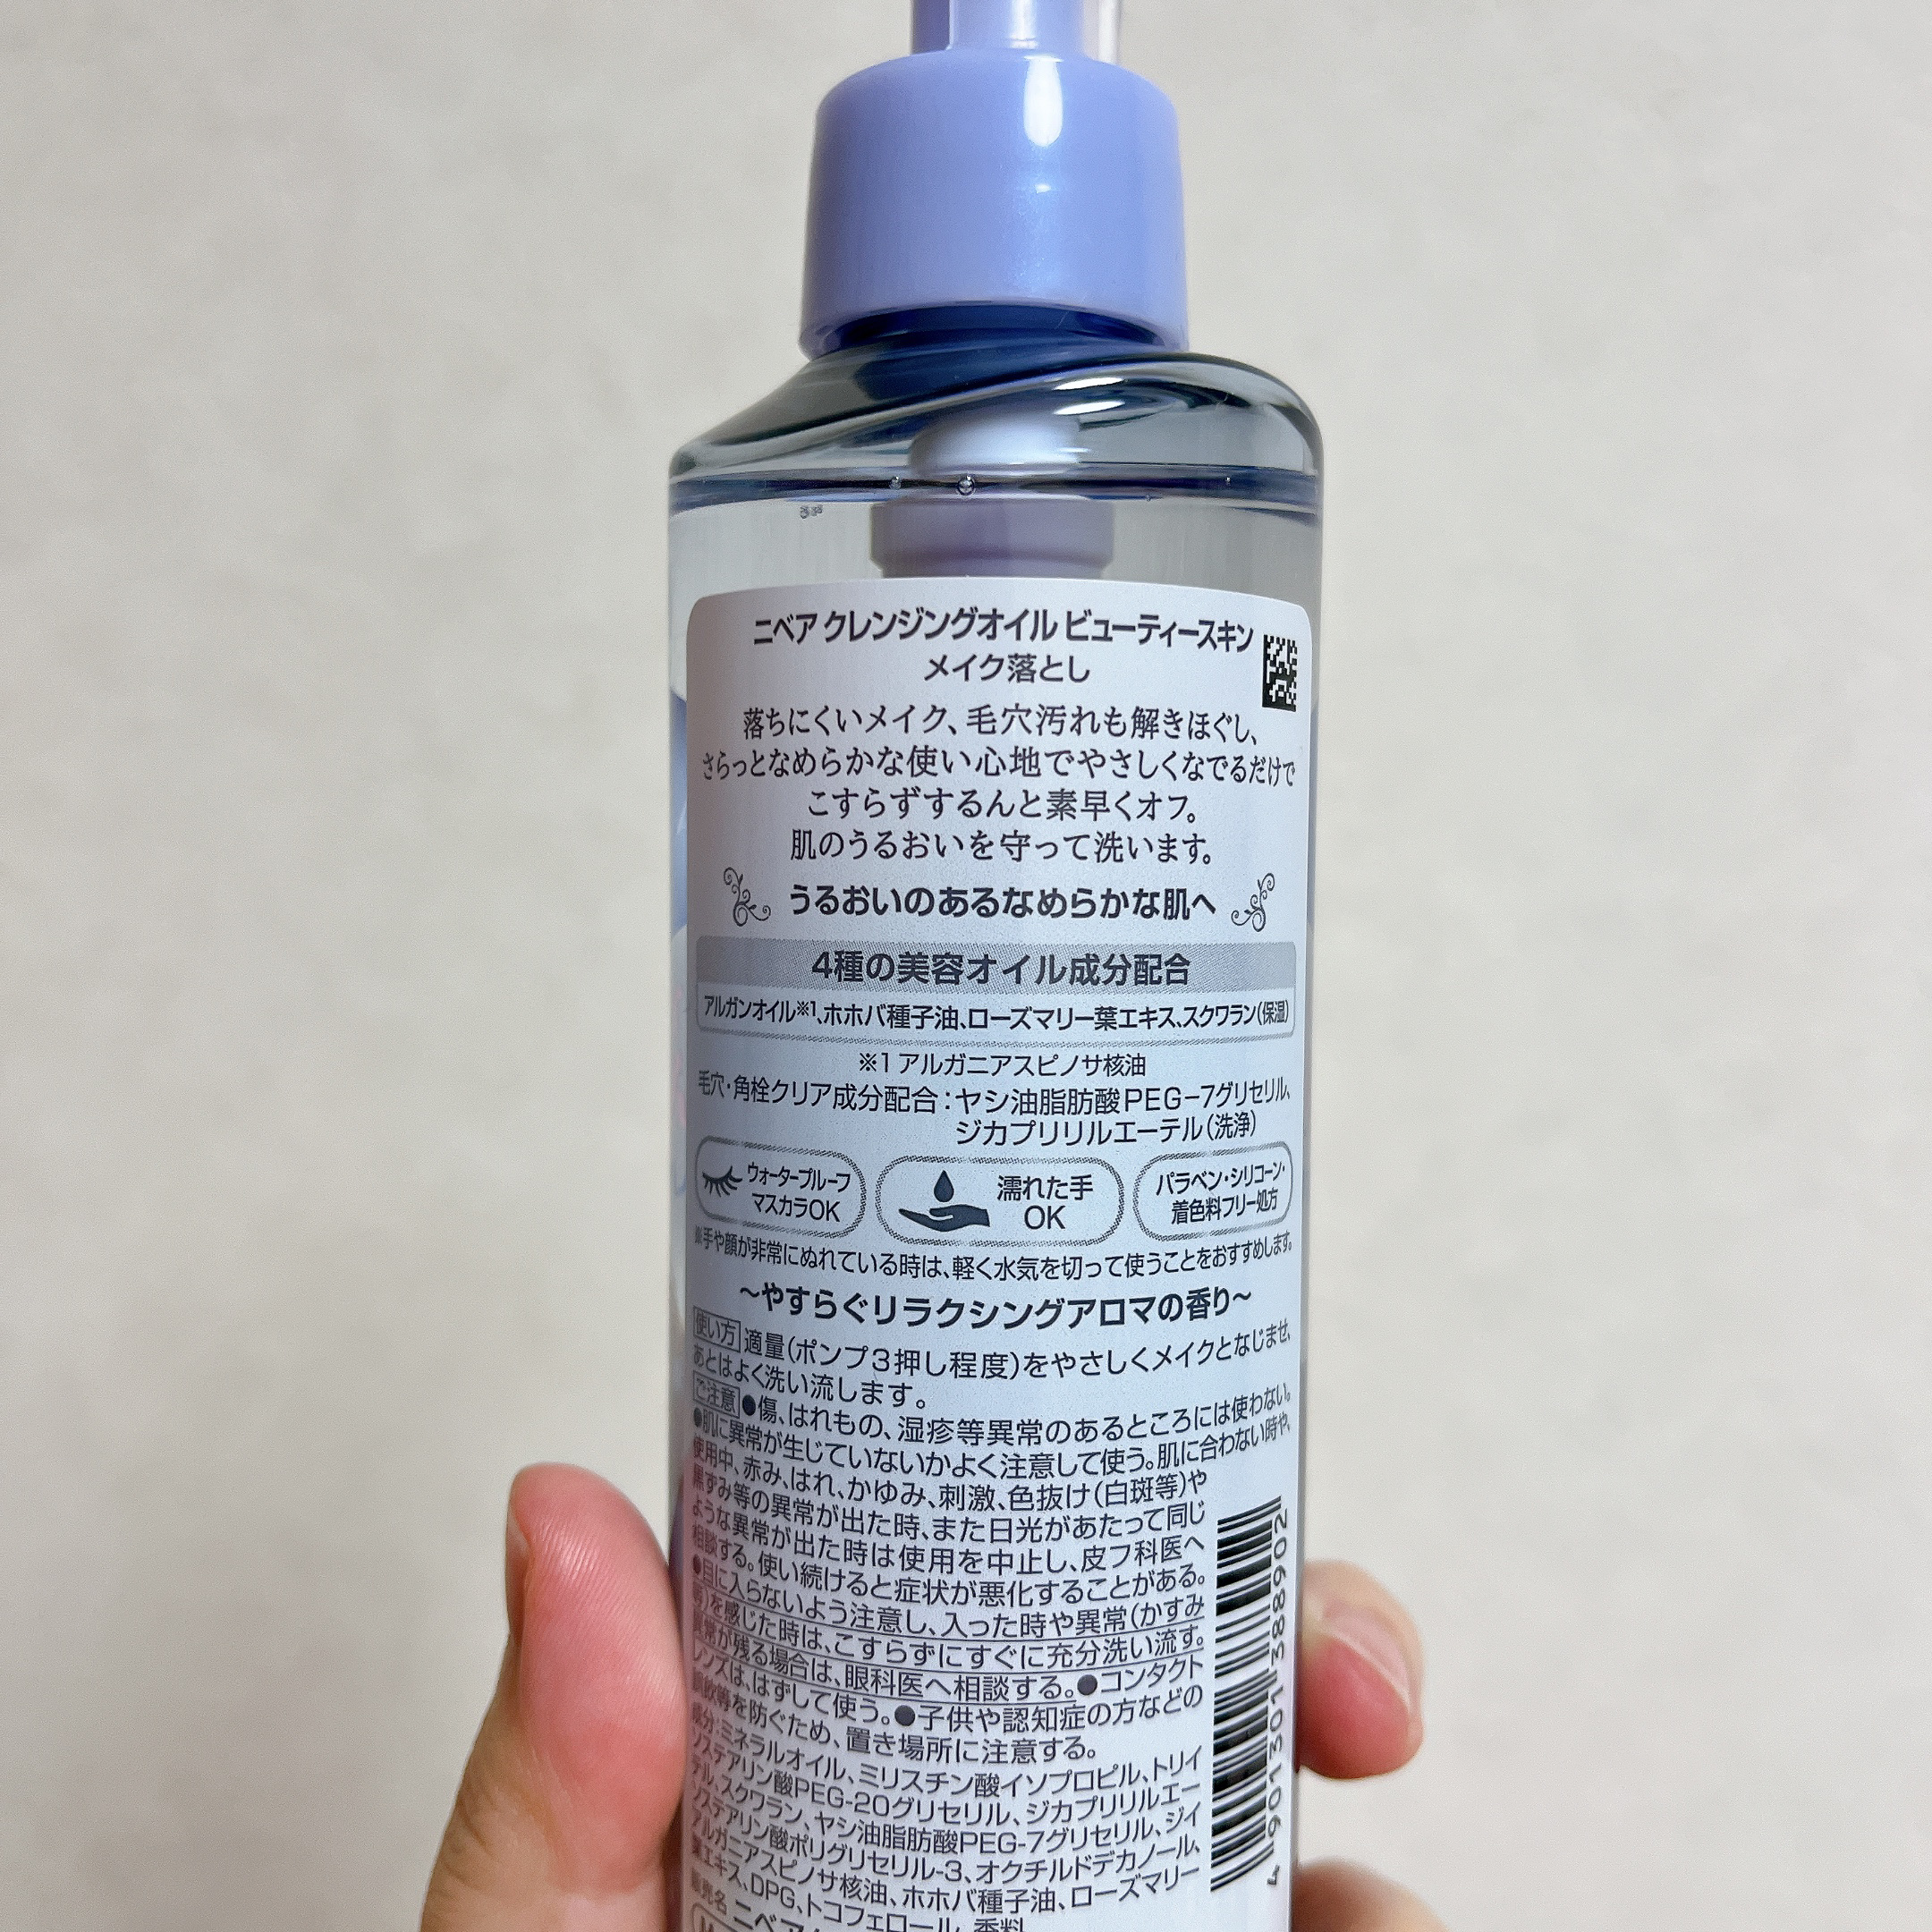 ニベア クレンジングオイル ビューティースキン
メイク落とし
落ちにくいメイク、毛穴汚れも解きほぐし、
さらっとなめらかな使い心地でやさしくなでるだけで
こすらずするんと素早くオフ。
肌のうるおいを守って洗います。
うるおいのあるなめらかな肌へ
4種の美容オイル成分配合
アルガンオイル※1、ホホバ種子油、ローズマリー葉エキス、スクワラン(保湿)
※1 アルガニアスピノサ核油
毛穴・角栓クリア成分配合：ヤシ油脂肪酸PEG-7グリセリル、
ジカプリリルエーテル(洗浄)
ウォータープルーフ
マスカラOK
濡れた手
OK
パラベン・シリコーン・
着色料フリー処方
※手や顔が非常にぬれている時は、軽く水気を切って使うことをおすすめします。
〜やすらぐリラクシングアロマの香り〜
使い方 適量(ポンプ3押し程度)をやさしくメイクとなじませ、
あとはよく洗い流します。
ご注意 ●傷、はれもの、湿疹等異常のあるところには使わない。
●肌に異常が生じていないかよく注意して使う。肌に合わない時や、
使用中、赤み、はれ、かゆみ、刺激、色抜け(白斑等)や
黒ずみ等の異常が出た時、また日光があたって同じ
ような異常が出た時は使用を中止し、皮フ科医へ
相談する。使い続けると症状が悪化することがある。
●目に入らないよう注意し、入った時や異常(かすみ
等)を感じた時は、こすらずにすぐに充分洗い流す。
異常が残る場合は、眼科医へ相談する。●コンタクト
レンズは、はずして使う。●子供や認知症の方などの
誤飲等を防ぐため、置き場所に注意する。
成分：ミネラルオイル、ミリスチン酸イソプロピル、トリイ
ソステアリン酸PEG-20グリセリル、ジカプリリルエー
テル、スクワラン、ヤシ油脂肪酸PEG-7グリセリル、ジイ
ソステアリン酸ポリグリセリル-3、オクチルドデカノール、
アルガニアスピノサ核油、ホホバ種子油、ローズマリー
葉エキス、DPG、トコフェロール、香料
販売名 ニベア
4 901301 388902